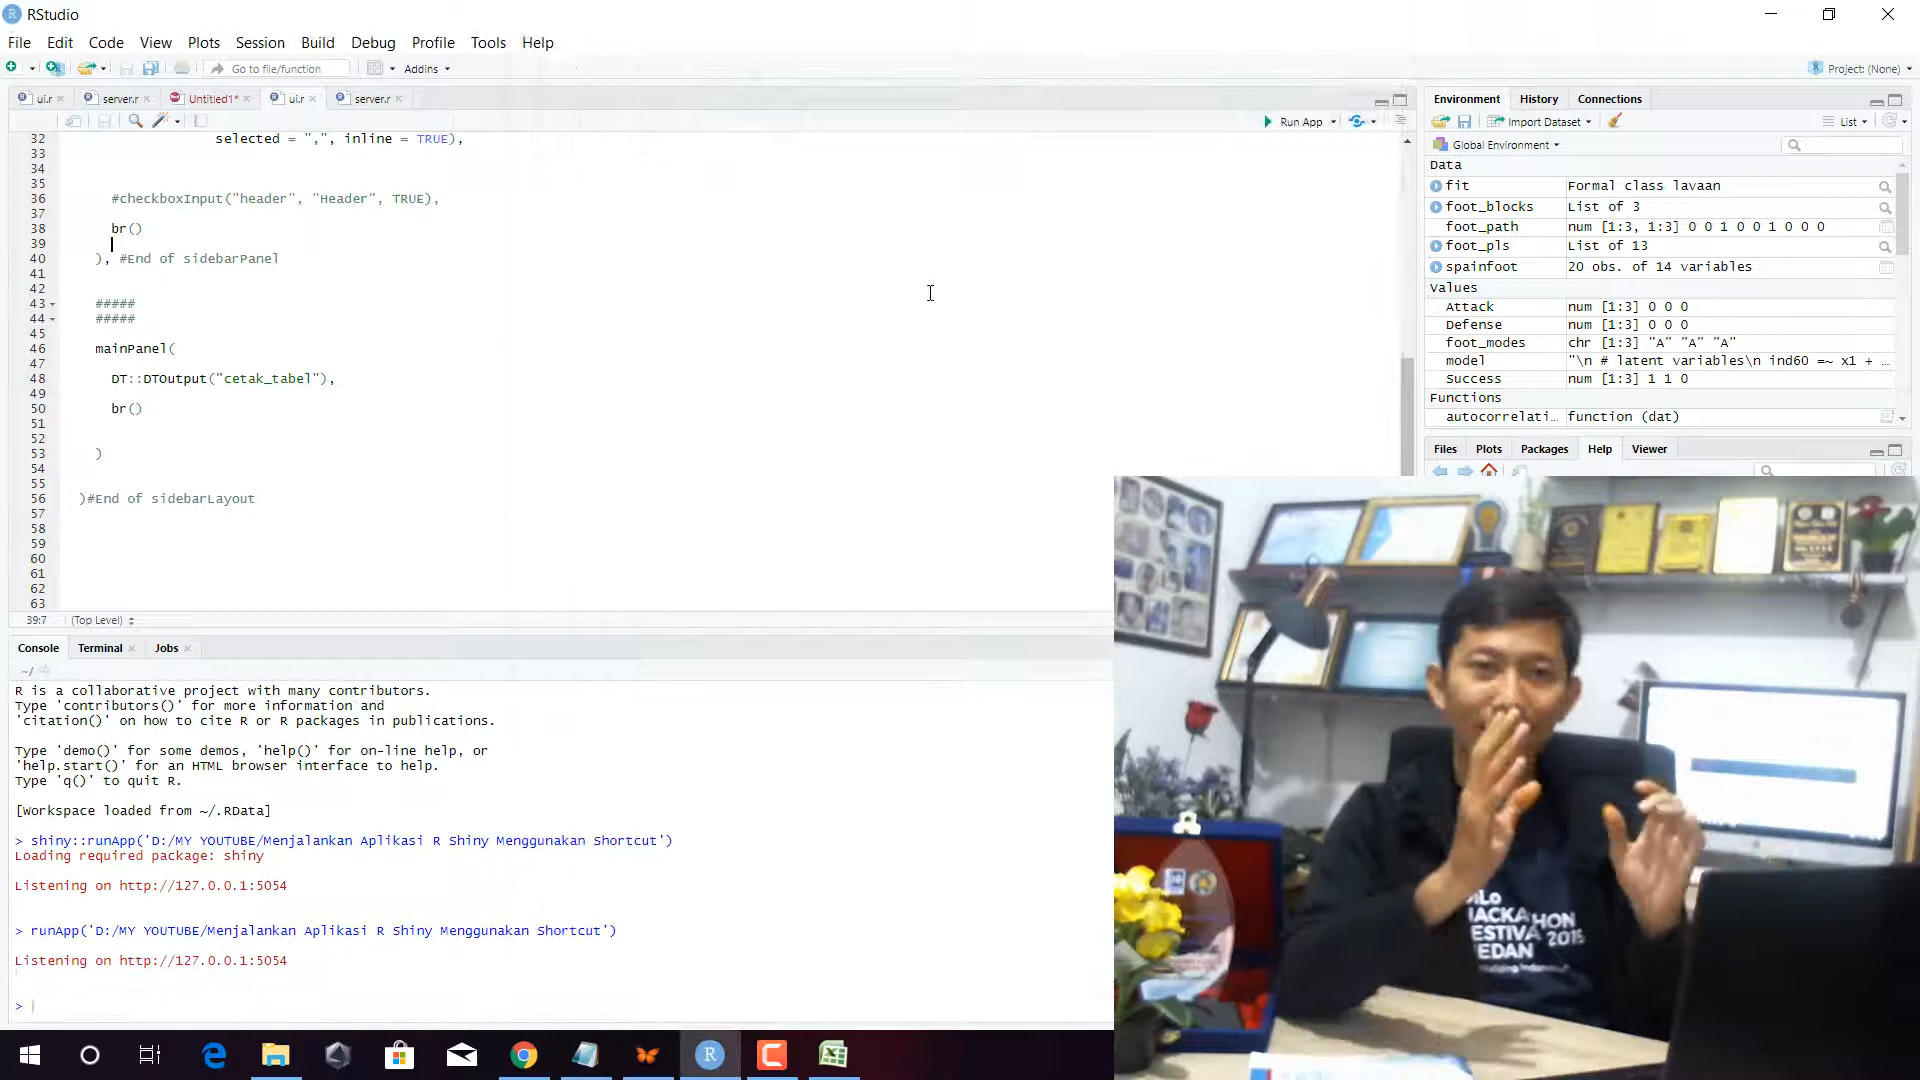 RStudio
File Edit Code View Plots Session Build Debug Profile Tools Help
Go to file/function Addins Project: (None)
ui.r server.r Untitled1* ui.r server.r
Run App
32 selected = ",", inline = TRUE),
33
34
35
36 #checkboxInput("header", "Header", TRUE),
37
38 br()
39
40 ), #End of sidebarPanel
41
42
43 #####
44 #####
45
46 mainPanel(
47
48 DT::DTOutput("cetak_tabel"),
49
50 br()
51
52
53 )
54
55
56 )#End of sidebarLayout
57
58
59
60
61
62
63
39:7 (Top Level)
Console Terminal Jobs
~/
R is a collaborative project with many contributors.
Type 'contributors()' for more information and
'citation()' on how to cite R or R packages in publications.
Type 'demo()' for some demos, 'help()' for on-line help, or
'help.start()' for an HTML browser interface to help.
Type 'q()' to quit R.
[Workspace loaded from ~/.RData]
> shiny::runApp('D:/MY YOUTUBE/Menjalankan Aplikasi R Shiny Menggunakan Shortcut')
Loading required package: shiny
Listening on http://127.0.0.1:5054
> runApp('D:/MY YOUTUBE/Menjalankan Aplikasi R Shiny Menggunakan Shortcut')
Listening on http://127.0.0.1:5054
>
Environment History Connections
Import Dataset List
Global Environment
Data
fit Formal class lavaan
foot_blocks List of 3
foot_path num [1:3, 1:3] 0 0 1 0 0 1 0 0 0
foot_pls List of 13
spainfoot 20 obs. of 14 variables
Values
Attack num [1:3] 0 0 0
Defense num [1:3] 0 0 0
foot_modes chr [1:3] "A" "A" "A"
model "\n # latent variables\n ind60 =~ x1 + …
Success num [1:3] 1 1 0
Functions
autocorrelati… function (dat)
Files Plots Packages Help Viewer
HACKATHON
2015